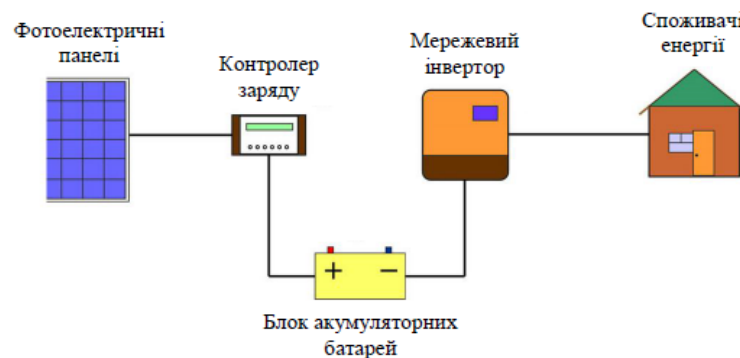 Фотоелектричні
панелі
Контролер
заряду
Мережевий
інвертор
Споживачі
енергії
+ −
Блок акумуляторних
батарей